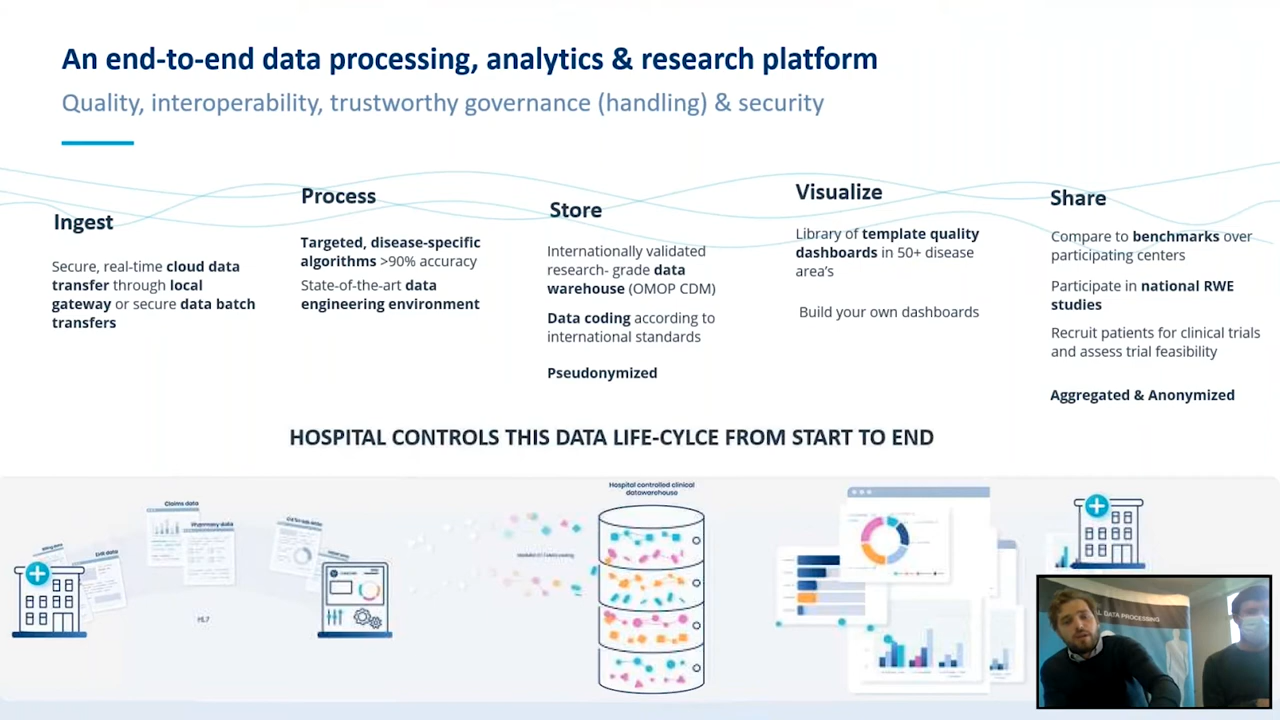 An end-to-end data processing, analytics & research platform
Quality, interoperability, trustworthy governance (handling) & security
Ingest
Secure, real-time cloud data
transfer through local
gateway or secure data batch
transfers
Process
Targeted, disease-specific
algorithms >90% accuracy
State-of-the-art data
engineering environment
Store
Internationally validated
research- grade data
warehouse (OMOP CDM)
Data coding according to
international standards
Pseudonymized
Visualize
Library of template quality
dashboards in 50+ disease
area's
Build your own dashboards
Share
Compare to benchmarks over
participating centers
Participate in national RWE
studies
Recruit patients for clinical trials
and assess trial feasibility
Aggregated & Anonymized
HOSPITAL CONTROLS THIS DATA LIFE-CYLCE FROM START TO END
Claims data
Pharmacy data
EHR data
HL7
Hospital controlled clinical
datawarehouse
DATA PROCESSING